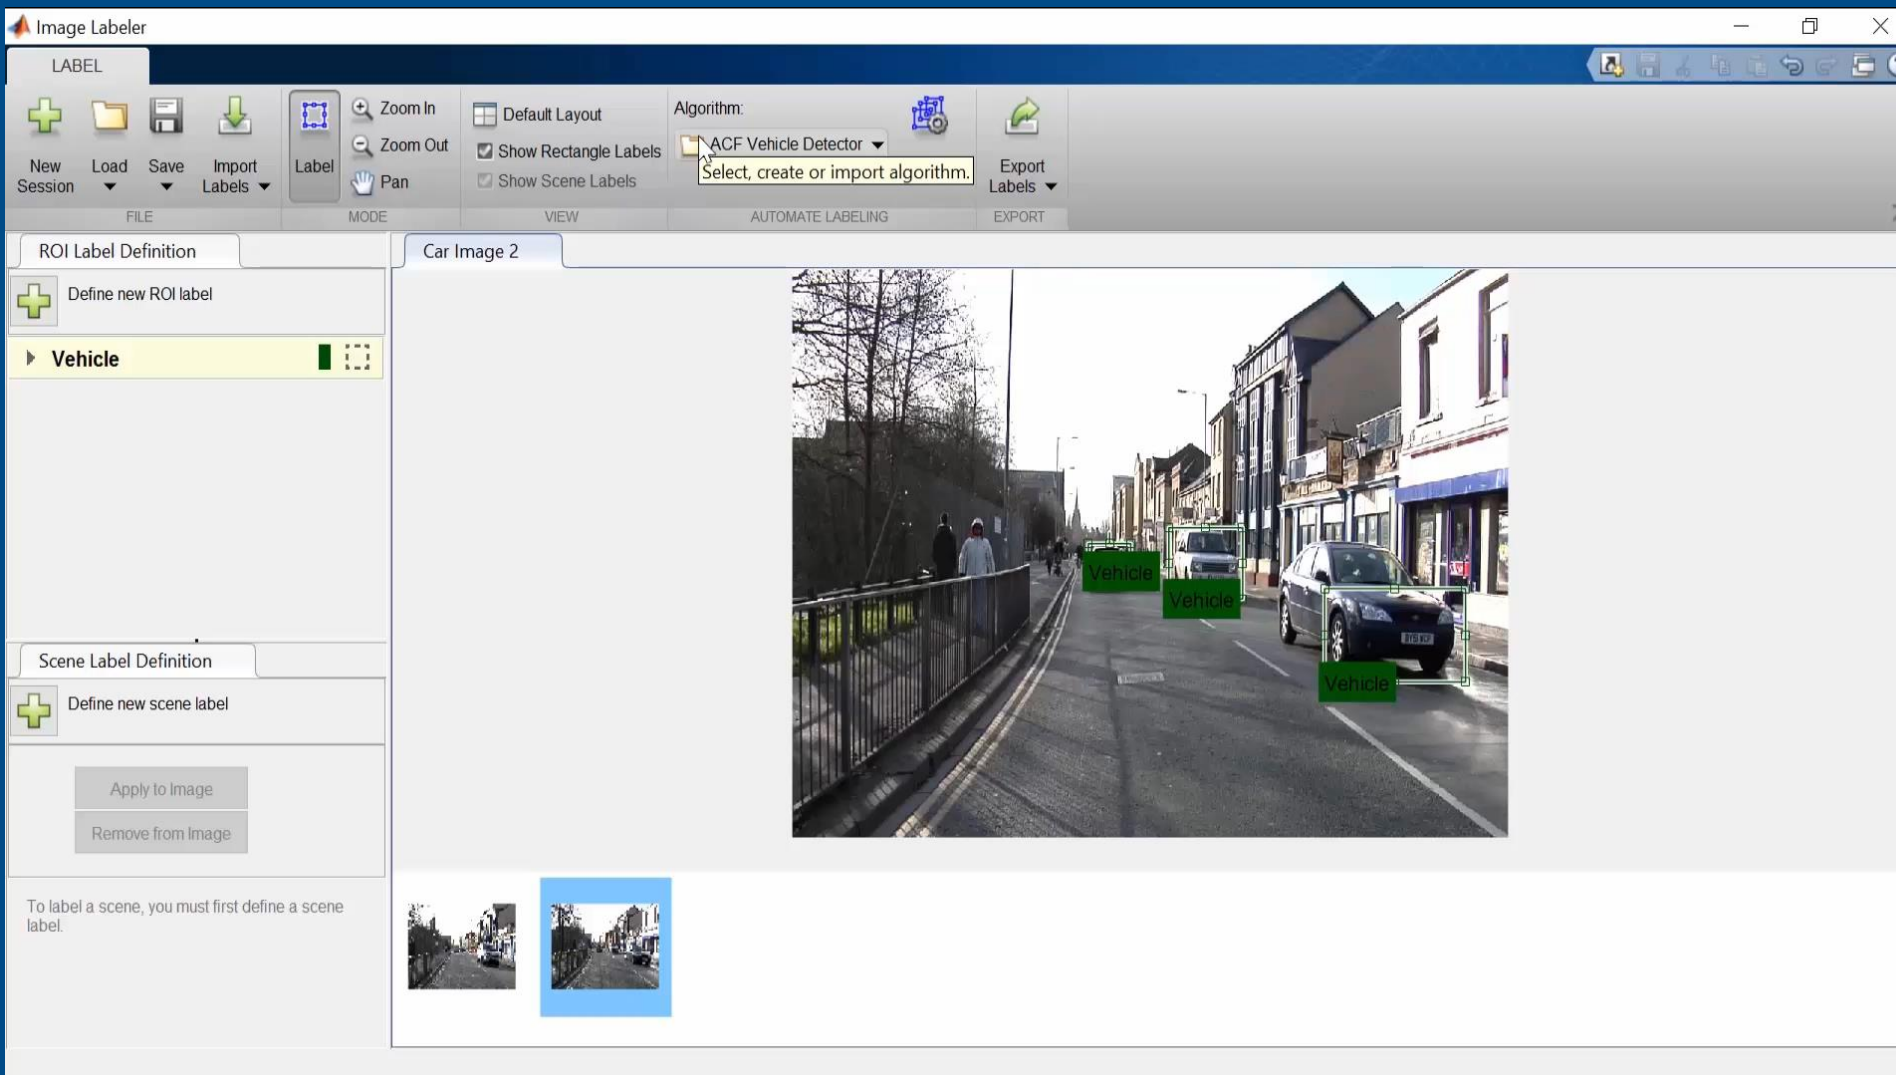 Image Labeler
LABEL
New
Session
Load
Save
Import
Labels
Label
Zoom In
Zoom Out
Pan
Default Layout
Show Rectangle Labels
Show Scene Labels
Algorithm:
ACF Vehicle Detector
Select, create or import algorithm.
Export
Labels
FILE
MODE
VIEW
AUTOMATE LABELING
EXPORT
ROI Label Definition
Car Image 2
Define new ROI label
Vehicle
Vehicle
Vehicle
Vehicle
Scene Label Definition
Define new scene label
Apply to Image
Remove from Image
To label a scene, you must first define a scene
label.